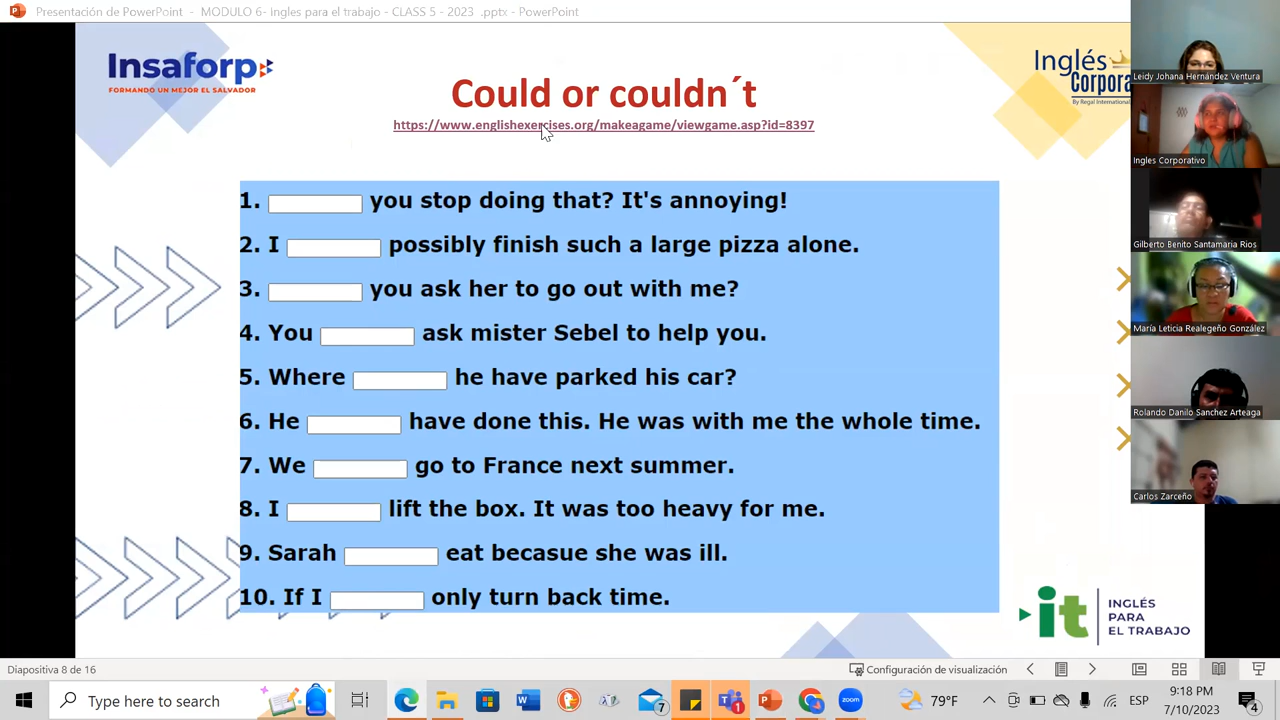 Presentación de PowerPoint - MODULO 6- ingles para el trabajo - CLASS 5 - 2023 .pptx - PowerPoint
Insaforp
FORMANDO UN MEJOR EL SALVADOR
Inglés
Corporativo
By Regal International
Could or couldn´t
https://www.englishexercises.org/makeagame/viewgame.asp?id=8397
1. you stop doing that? It's annoying!
2. I possibly finish such a large pizza alone.
3. you ask her to go out with me?
4. You ask mister Sebel to help you.
5. Where he have parked his car?
6. He have done this. He was with me the whole time.
7. We go to France next summer.
8. I lift the box. It was too heavy for me.
9. Sarah eat becasue she was ill.
10. If I only turn back time.
it
INGLÉS
PARA
EL TRABAJO
Leidy Johana Hernández Ventura
Ingles Corporativo
Gilberto Benito Santamaria Rios
María Leticia Realegeño González
Rolando Danilo Sanchez Arteaga
Carlos Zarceño
Diapositiva 8 de 16
Configuración de visualización
Type here to search
7
1
79°F
ESP
9:18 PM
7/10/2023
4